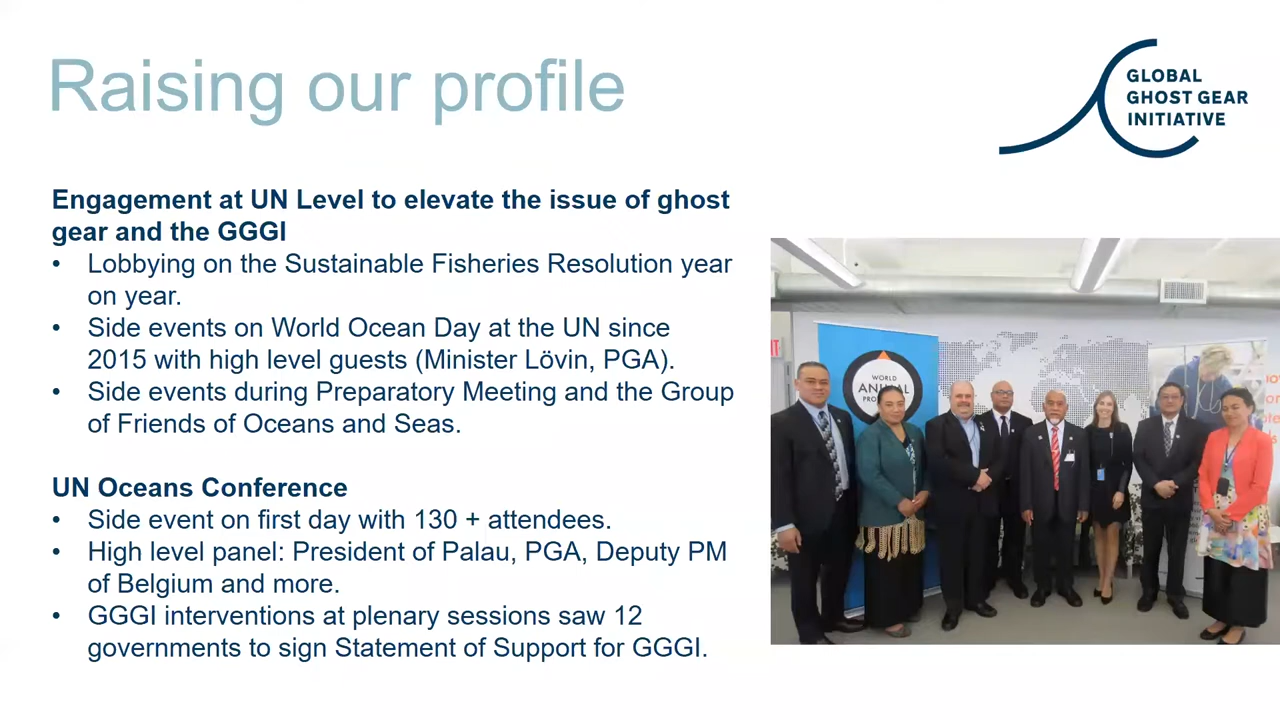 Raising our profile
GLOBAL
GHOST GEAR
INITIATIVE
Engagement at UN Level to elevate the issue of ghost
gear and the GGGI
• Lobbying on the Sustainable Fisheries Resolution year
on year.
• Side events on World Ocean Day at the UN since
2015 with high level guests (Minister Lövin, PGA).
• Side events during Preparatory Meeting and the Group
of Friends of Oceans and Seas.
UN Oceans Conference
• Side event on first day with 130 + attendees.
• High level panel: President of Palau, PGA, Deputy PM
of Belgium and more.
• GGGI interventions at plenary sessions saw 12
governments to sign Statement of Support for GGGI.
WORLD